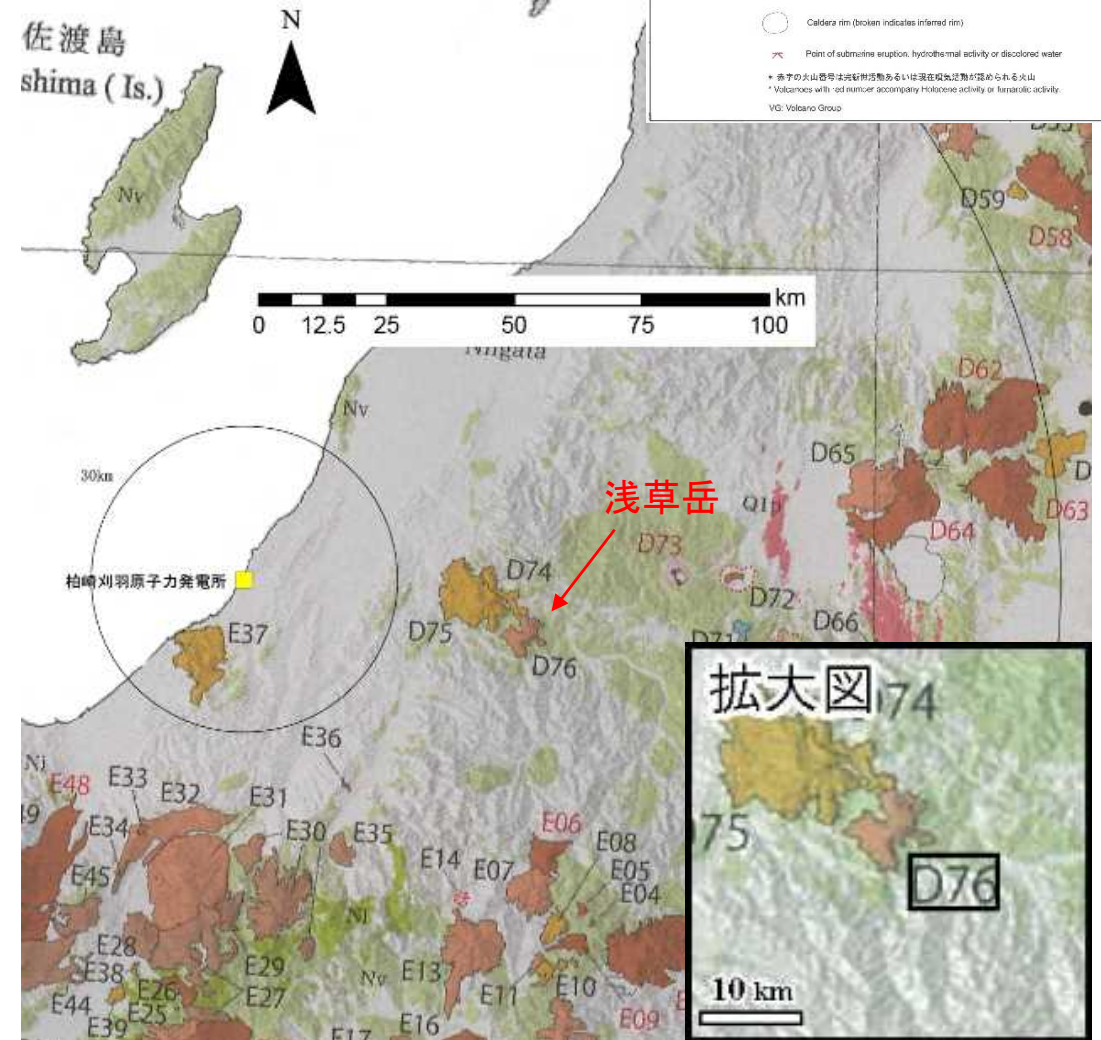 佐渡島
shima ( Is.)
N
Caldera rim (broken indicates inferred rim)
Point of submarine eruption, hydrothermal activity or discolored water
* 赤字の火山番号は完新世活動あるいは現在噴気活動が認められる火山
* Volcanoes with red number accompany Holocene activity or fumarolic activity.
VG: Volcano Group
Nv
D59
D58
km
0 12.5 25 50 75 100
Niigata
Nv
D62
30km
D65
浅草岳
Q1p
D63
D73
D64
柏崎刈羽原子力発電所
D74
D72
E37
D75
D66
D71
D76
拡大図
D74
D75
D76
10 km
E36
Ni
E48
E33
E32
E31
E34
E30
E35
E06
E08
E14
E07
E05
E45
E04
Ni
E28
E38
E29
Nv
E13
E44
E26
E27
E11
E10
E39
E25
E16
E09
E17